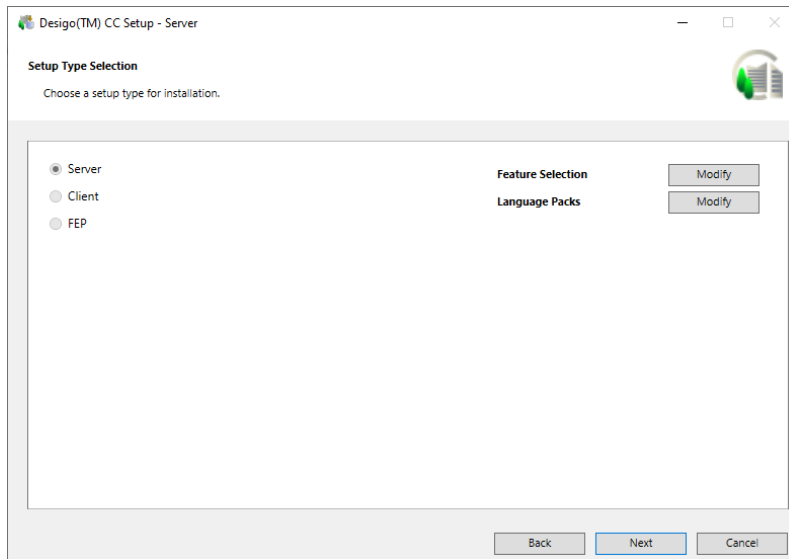 Desigo(TM) CC Setup - Server
Setup Type Selection
Choose a setup type for installation.
Server
Client
FEP
Feature Selection
Modify
Language Packs
Modify
Back
Next
Cancel